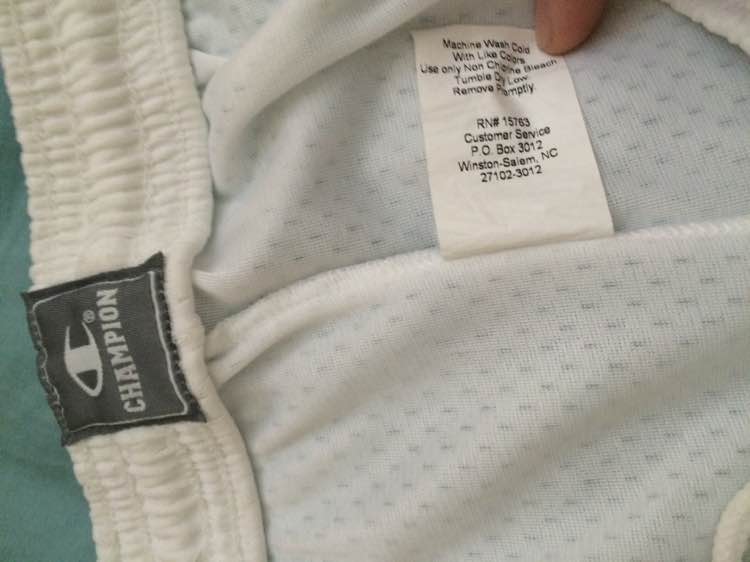 Machine Wash Cold
With Like Colors
Use only Non Chlorine Bleach
Tumble Dry Low
Remove Promptly
RN# 15763
Customer Service
P.O. Box 3012
Winston-Salem, NC
27102-3012
CHAMPION®